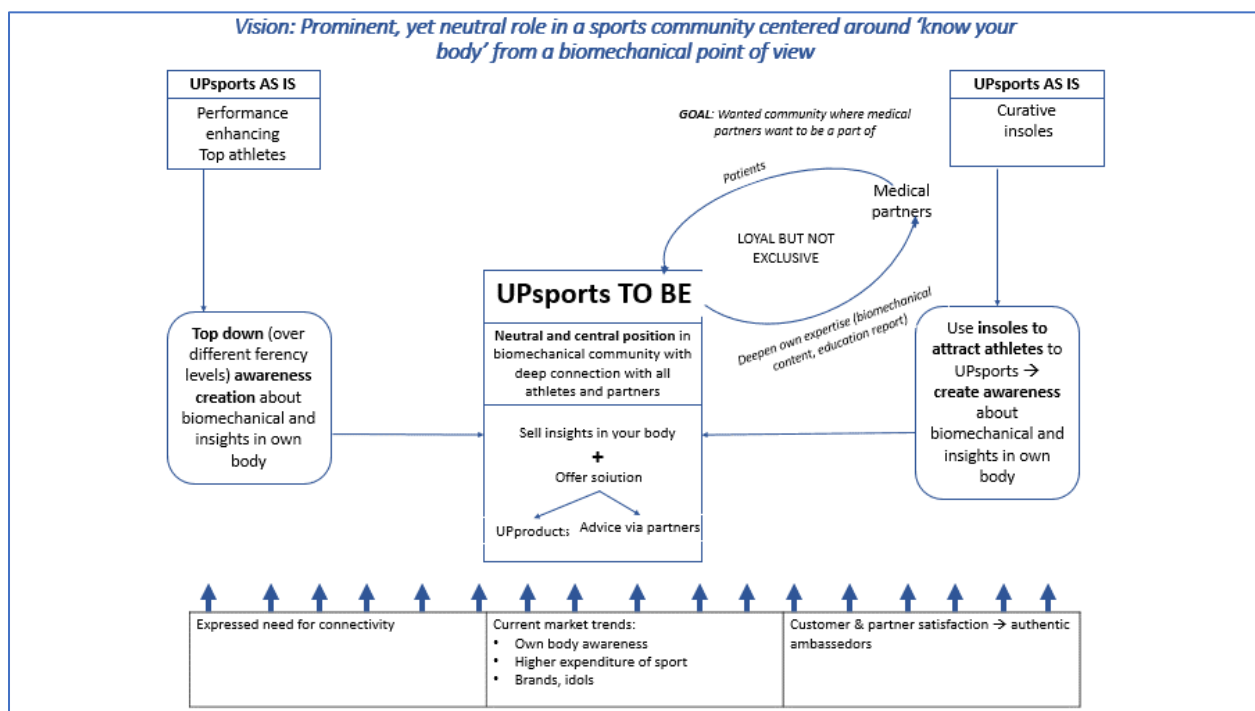 Vision: Prominent, yet neutral role in a sports community centered around ‘know your
body’ from a biomechanical point of view
UPsports AS IS
Performance
enhancing
Top athletes
UPsports AS IS
Curative
insoles
GOAL: Wanted community where medical
partners want to be a part of
Patients
Medical
partners
LOYAL BUT NOT
EXCLUSIVE
Deepen own expertise (biomechanical
content, education report)
Top down (over
different ferency
levels) awareness
creation about
biomechanical and
insights in own
body
UPsports TO BE
Neutral and central position in
biomechanical community with
deep connection with all
athletes and partners
Sell insights in your body
+
Offer solution
UPproducts
Advice via partners
Use insoles to
attract athletes to
UPsports →
create awareness
about
biomechanical and
insights in own
body
Expressed need for connectivity
Current market trends:
• Own body awareness
• Higher expenditure of sport
• Brands, idols
Customer & partner satisfaction → authentic
ambassedors